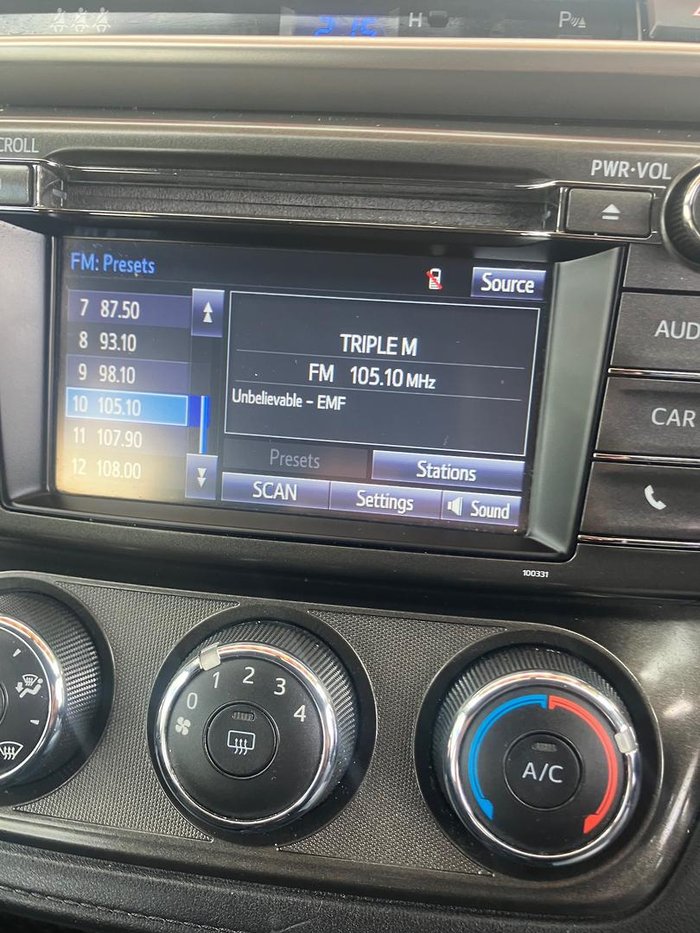 H P
CROLL
PWR·VOL
FM: Presets
Source
7 87.50
8 93.10
9 98.10
10 105.10
11 107.90
12 108.00
TRIPLE M
FM 105.10 MHz
Unbelievable - EMF
Presets
Stations
SCAN
Settings
Sound
AUD
CAR
100331
0 1 2 3 4
A/C